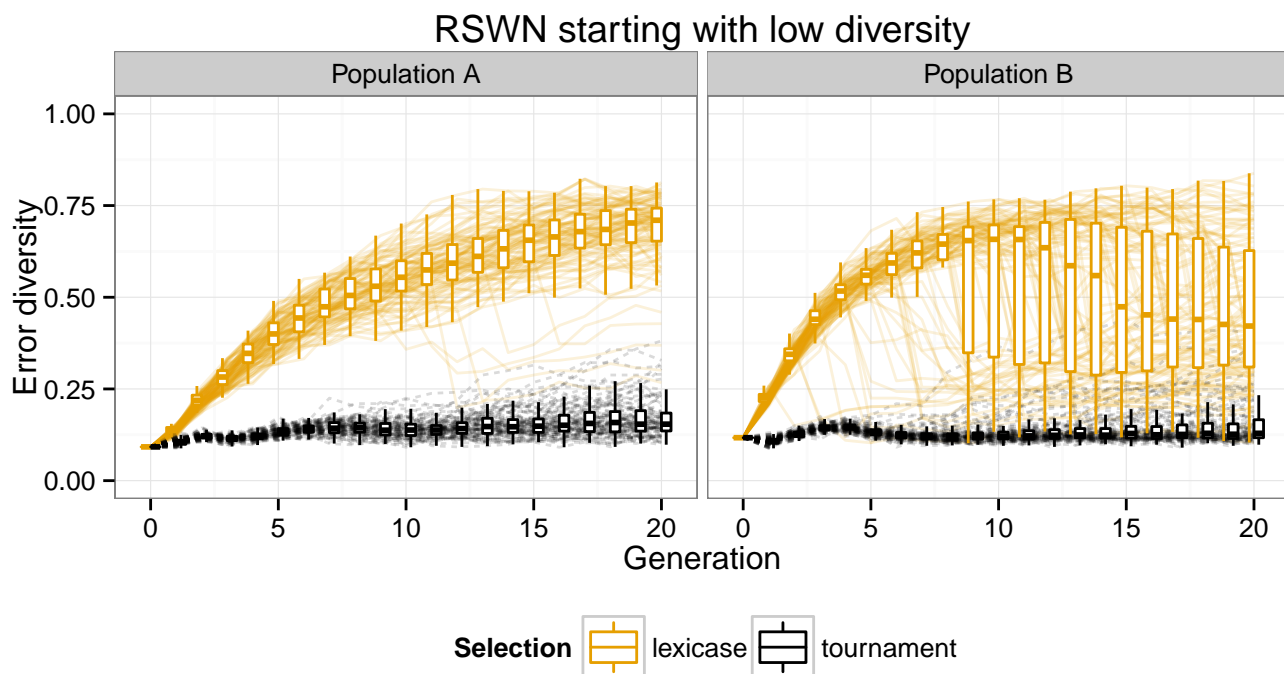 RSWN starting with low diversity
Population A
Population B
Error diversity
1.00
0.75
0.50
0.25
0.00
0 5 10 15 20
0 5 10 15 20
Generation
Selection lexicase tournament